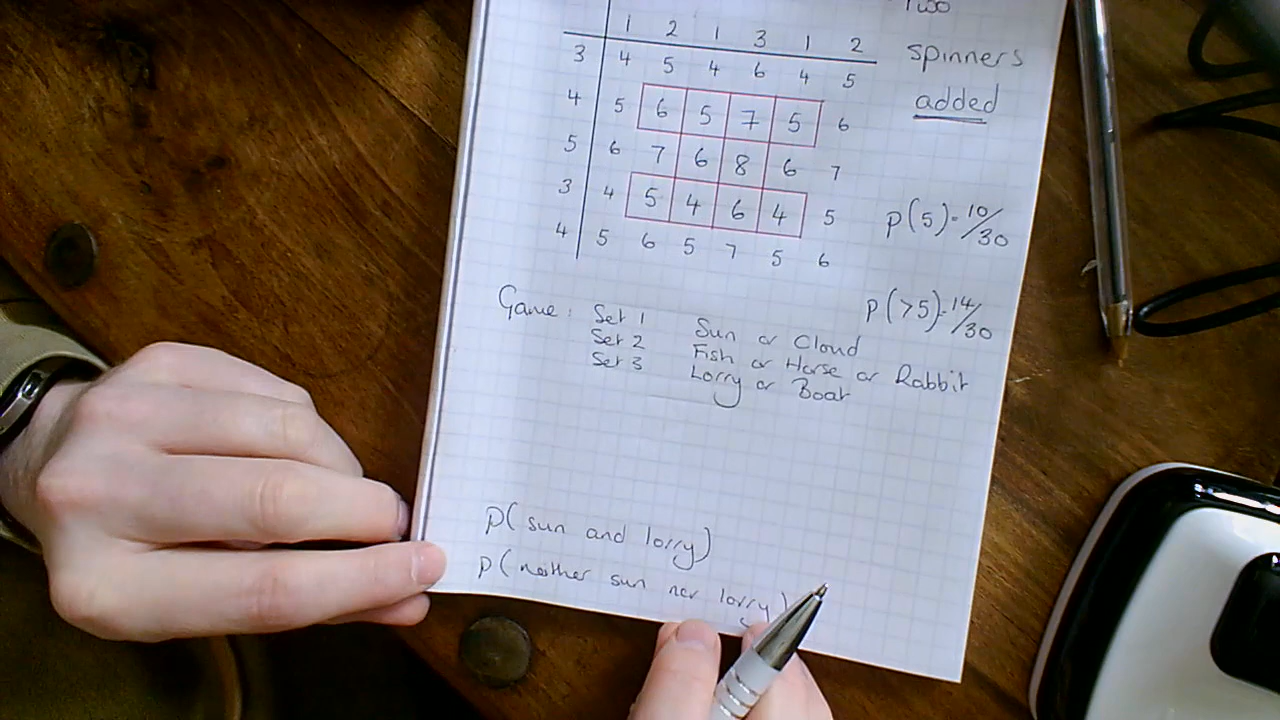 Two
1 2 1 3 1 2
spinners
3 4 5 4 6 4 5
added
4 5 6 5 7 5 6
5 6 7 6 8 6 7
3 4 5 4 6 4 5
p(5)=10/30
4 5 6 5 7 5 6
Game: Set 1 Sun or Cloud
p(>5)=14/30
Set 2 Fish or Horse or Rabbit
Set 3 Lorry or Boat
p(sun and lorry)
p(neither sun nor lorry)